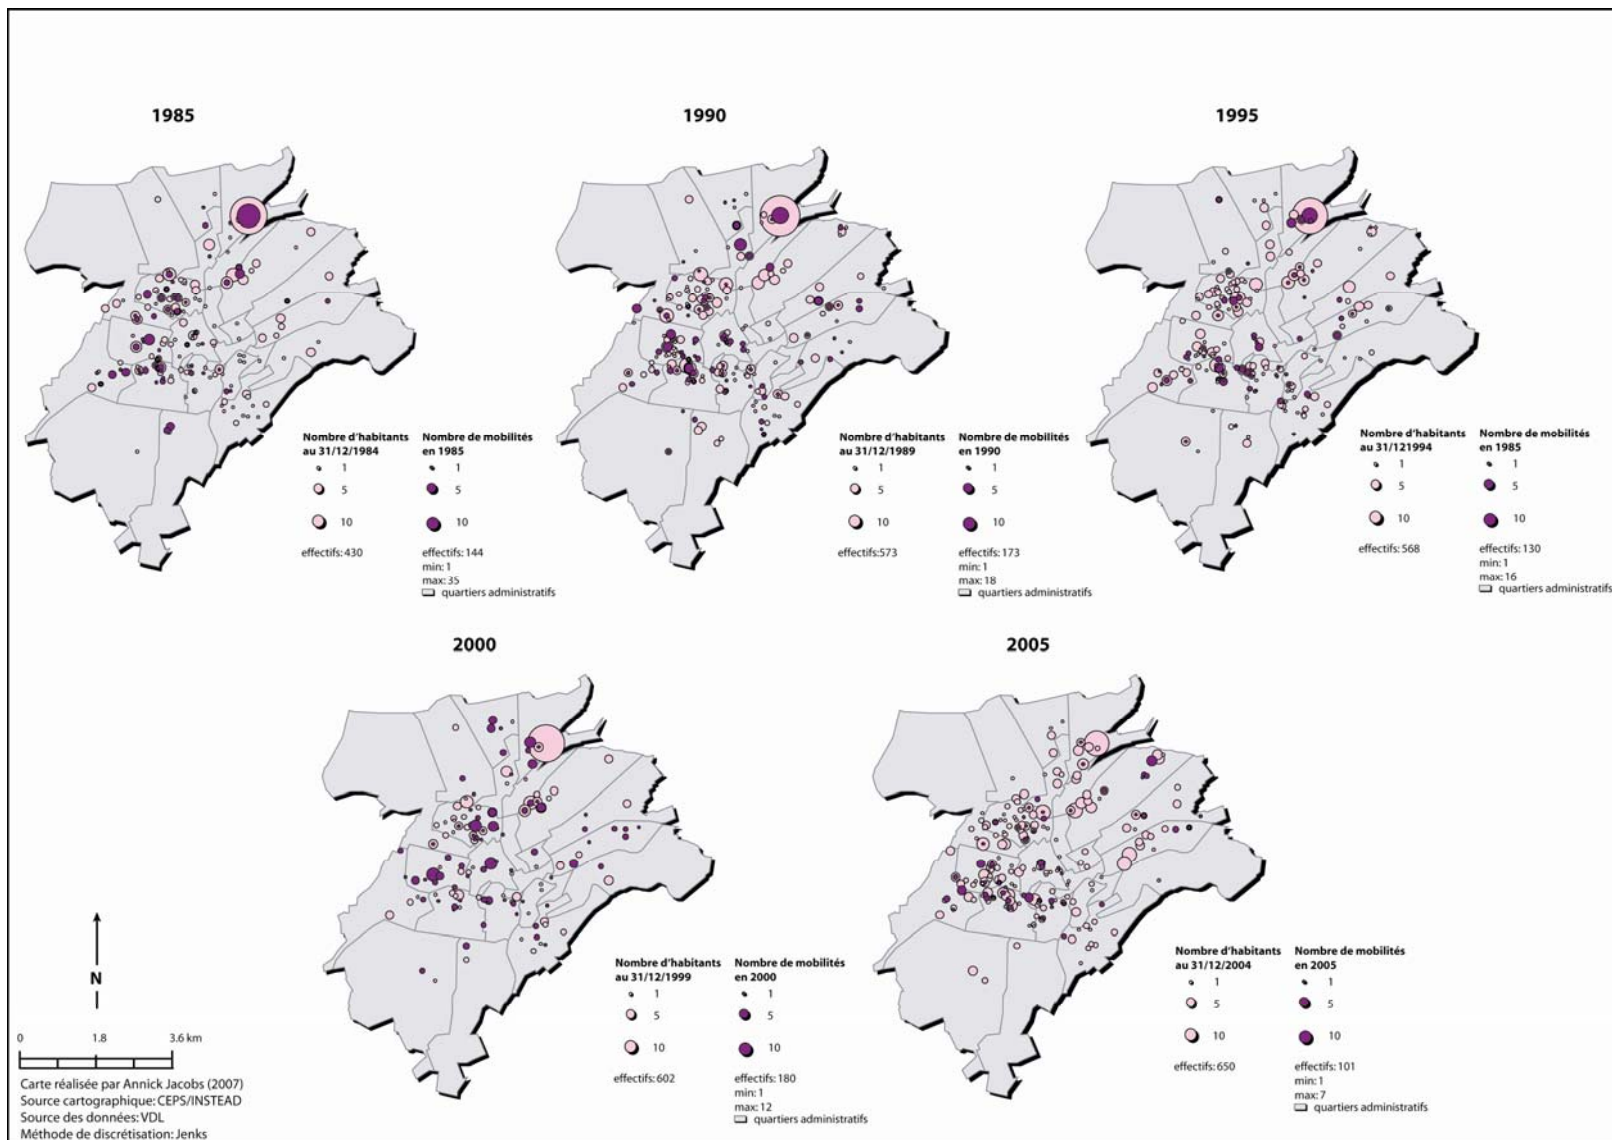 1985
1990
1995
Nombre d'habitants
au 31/12/1984
1
5
10
effectifs: 430
Nombre de mobilités
en 1985
1
5
10
effectifs: 144
min: 1
max: 35
quartiers administratifs
Nombre d'habitants
au 31/12/1989
1
5
10
effectifs:573
Nombre de mobilités
en 1990
1
5
10
effectifs: 173
min: 1
max: 18
quartiers administratifs
Nombre d'habitants
au 31/121994
1
5
10
effectifs: 568
Nombre de mobilités
en 1985
1
5
10
effectifs: 130
min: 1
max: 16
quartiers administratifs
2000
2005
Nombre d'habitants
au 31/12/1999
1
5
10
effectifs: 602
Nombre de mobilités
en 2000
1
5
10
effectifs: 180
min: 1
max: 12
quartiers administratifs
Nombre d'habitants
au 31/12/2004
1
5
10
effectifs: 650
Nombre de mobilités
en 2005
1
5
10
effectifs: 101
min: 1
max: 7
quartiers administratifs
N
0 1.8 3.6 km
Carte réalisée par Annick Jacobs (2007)
Source cartographique: CEPS/INSTEAD
Source des données: VDL
Méthode de discrétisation: Jenks